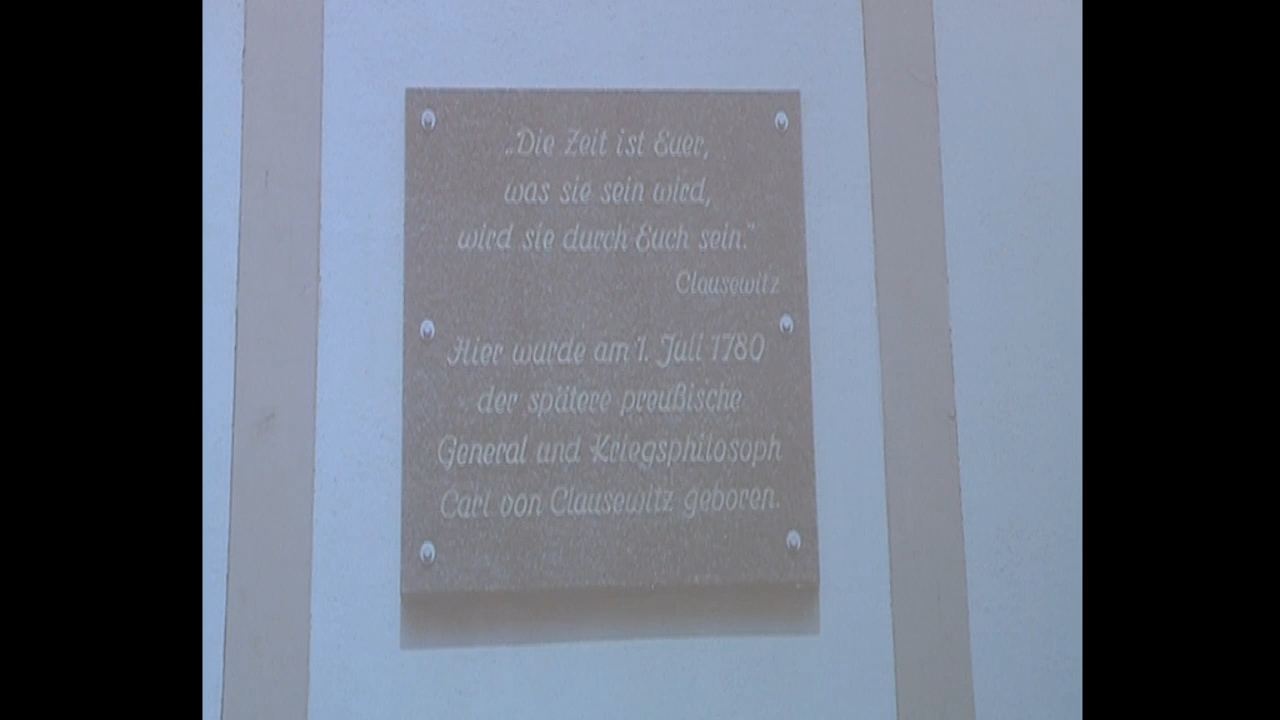 „Die Zeit ist Euer,
was sie sein wird,
wird sie durch Euch sein.“
Clausewitz
Hier wurde am 1. Juli 1780
der spätere preußische
General und Kriegsphilosoph
Carl von Clausewitz geboren.